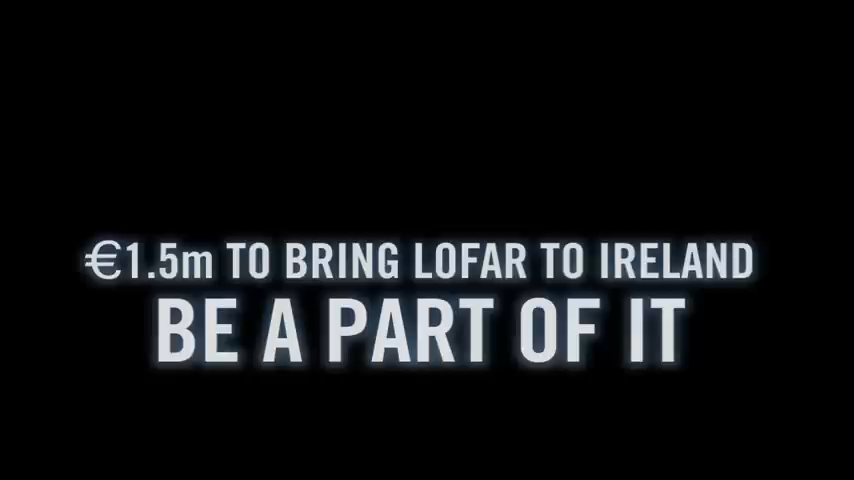 €1.5m TO BRING LOFAR TO IRELAND
BE A PART OF IT